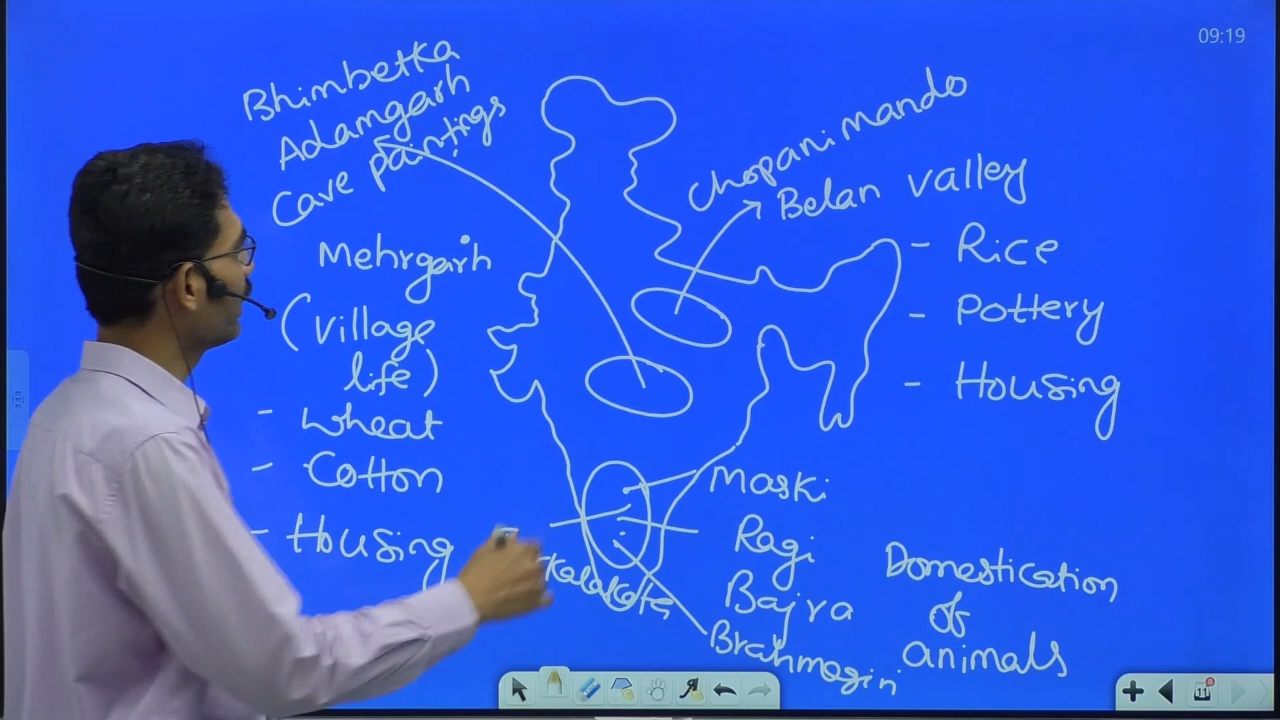 09:19
Bhimbetka
Adamgarh
Cave paintings
Mehrgarh
(Village
life)
- Wheat
- Cotton
- Housing
Chopani mando
Belan valley
- Rice
- Pottery
- Housing
Maski
Ragi
Bajra
Brahmagiri
Domestication
of
animals
11